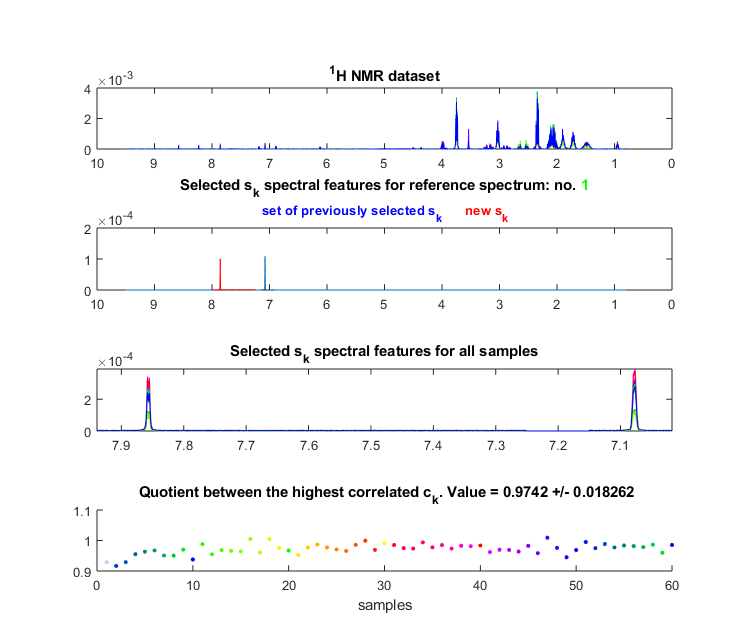 ¹H NMR dataset
×10⁻³
4
2
0
10 9 8 7 6 5 4 3 2 1 0
Selected sₖ spectral features for reference spectrum: no. 1
set of previously selected sₖ new sₖ
×10⁻⁴
2
1
0
10 9 8 7 6 5 4 3 2 1 0
Selected sₖ spectral features for all samples
×10⁻⁴
2
0
7.9 7.8 7.7 7.6 7.5 7.4 7.3 7.2 7.1
Quotient between the highest correlated cₖ. Value = 0.9742 +/- 0.018262
1.1
1
0.9
0 10 20 30 40 50 60
samples